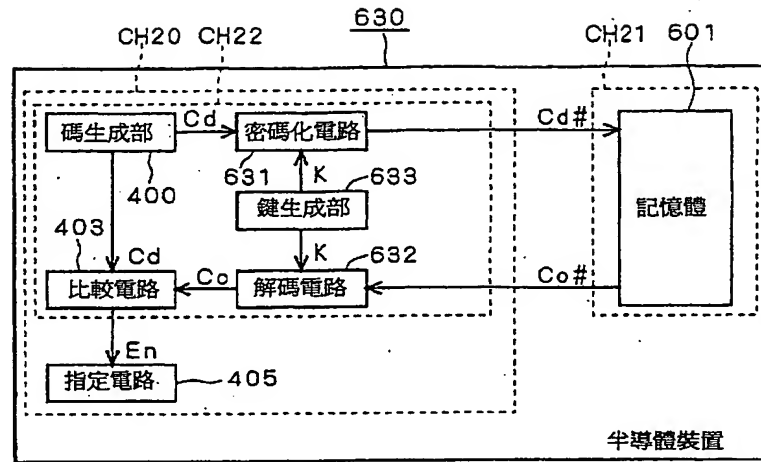 630
CH20 CH22 CH21 601
碼生成部 Cd 密碼化電路 Cd#
400 631 K 633
鍵生成部 記憶體
403 Cd K 632
比較電路 Co 解碼電路 Co#
En
指定電路 405
半導體裝置